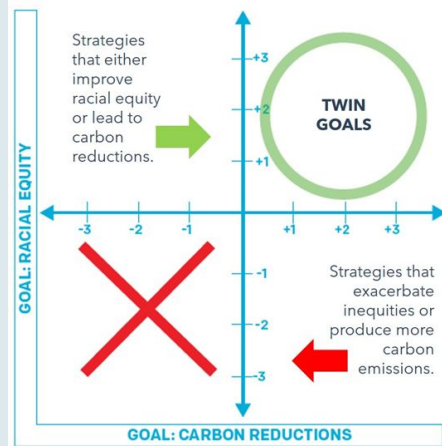 Strategies
that either
improve
racial equity
or lead to
carbon
reductions.
+3
+2
+1
TWIN
GOALS
-3 -2 -1 +1 +2 +3
-1
-2
-3
Strategies that
exacerbate
inequities or
produce more
carbon
emissions.
GOAL: RACIAL EQUITY
GOAL: CARBON REDUCTIONS